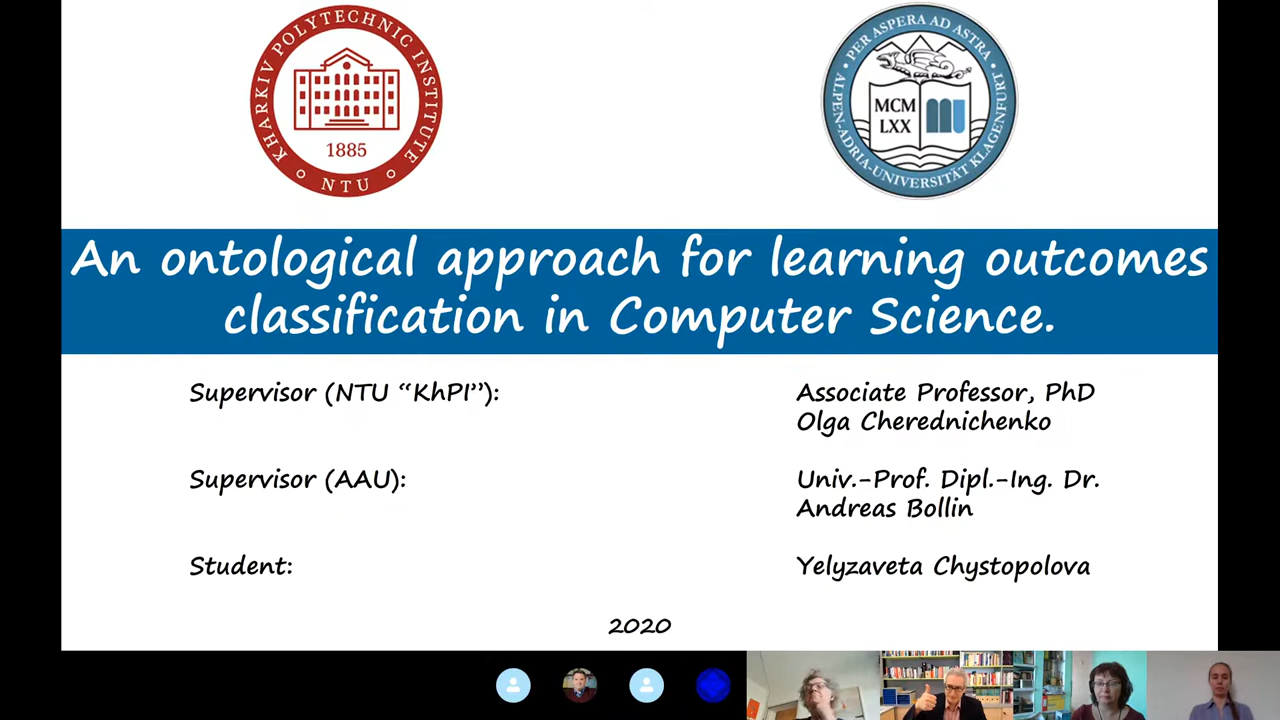 KHARKIV POLYTECHNIC INSTITUTE
1885
NTU
PER ASPERA AD ASTRA
MCM
LXX
ALPEN-ADRIA-UNIVERSITÄT KLAGENFURT
An ontological approach for learning outcomes
classification in Computer Science.
Supervisor (NTU “KhPI”):
Associate Professor, PhD
Olga Cherednichenko
Supervisor (AAU):
Univ.-Prof. Dipl.-Ing. Dr.
Andreas Bollin
Student:
Yelyzaveta Chystopolova
2020